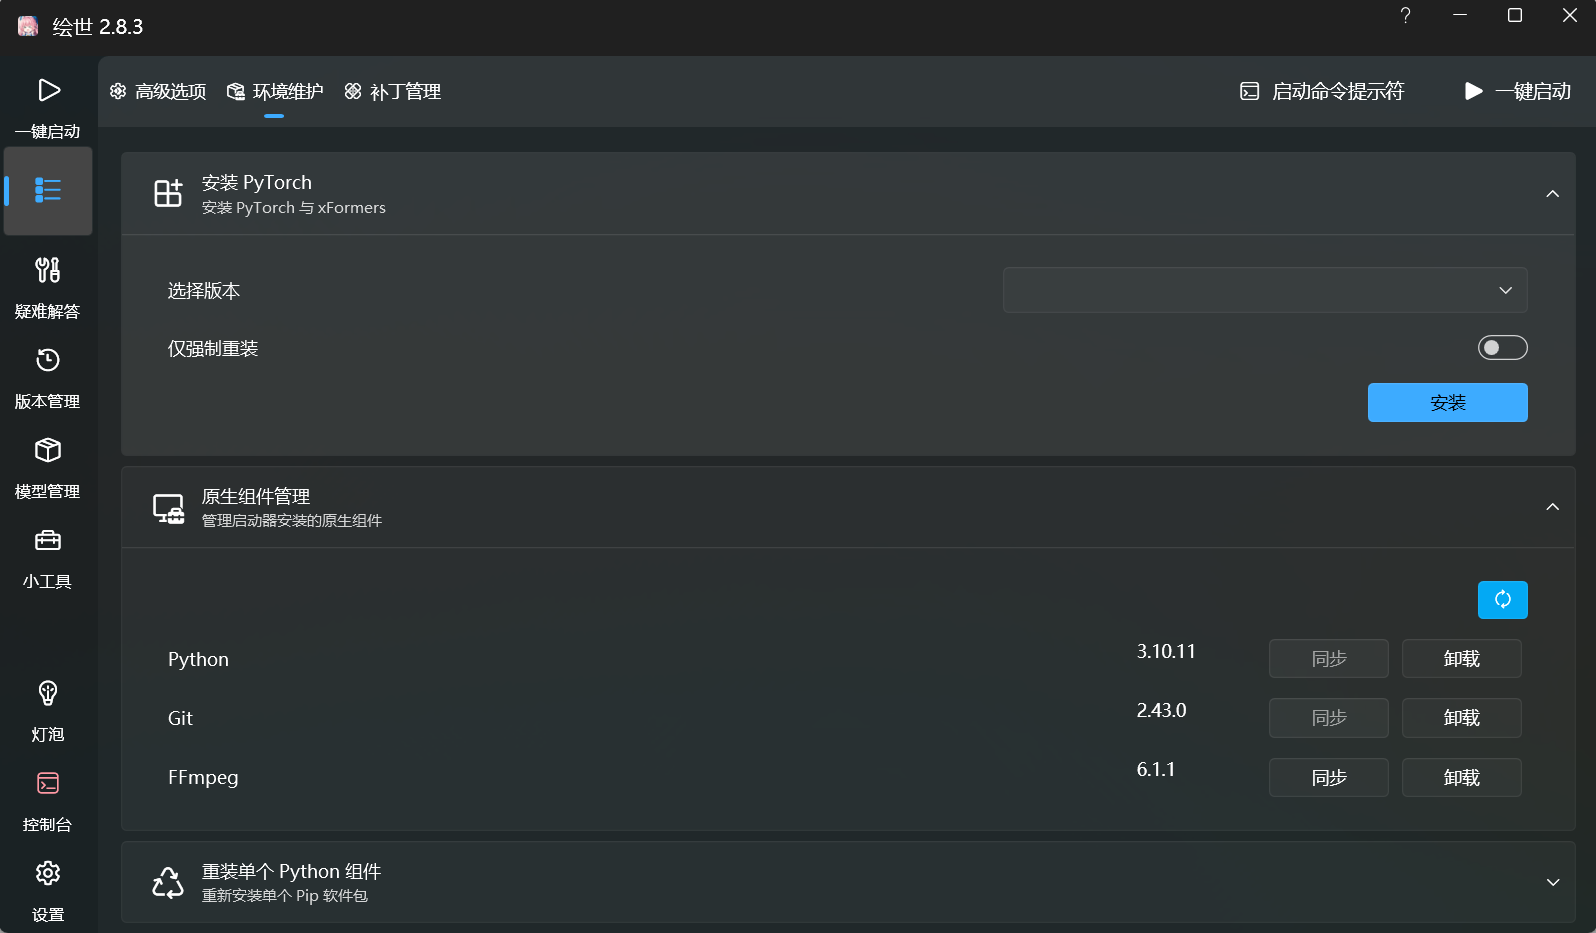 绘世 2.8.3
高级选项
环境维护
补丁管理
启动命令提示符
一键启动
一键启动
疑难解答
版本管理
模型管理
小工具
灯泡
控制台
设置
安装 PyTorch
安装 PyTorch 与 xFormers
选择版本
仅强制重装
安装
原生组件管理
管理启动器安装的原生组件
Python 3.10.11 同步 卸载
Git 2.43.0 同步 卸载
FFmpeg 6.1.1 同步 卸载
重装单个 Python 组件
重新安装单个 Pip 软件包